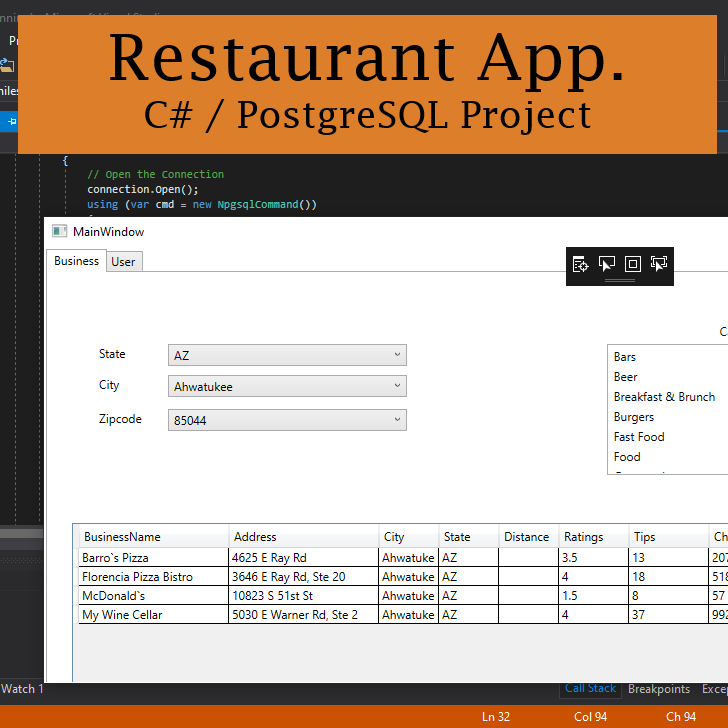 Restaurant App.
C# / PostgreSQL Project
{
// Open the Connection
connection.Open();
using (var cmd = new NpgsqlCommand())
MainWindow
Business User
State AZ
City Ahwatukee
Zipcode 85044
Bars
Beer
Breakfast & Brunch
Burgers
Fast Food
Food
BusinessName Address City State Distance Ratings Tips Ch
Barro`s Pizza 4625 E Ray Rd Ahwatuke AZ 3.5 13 207
Florencia Pizza Bistro 3646 E Ray Rd, Ste 20 Ahwatuke AZ 4 18 518
McDonald`s 10823 S 51st St Ahwatuke AZ 1.5 8 57
My Wine Cellar 5030 E Warner Rd, Ste 2 Ahwatuke AZ 4 37 992
Watch 1 Call Stack Breakpoints Excep
Ln 32 Col 94 Ch 94